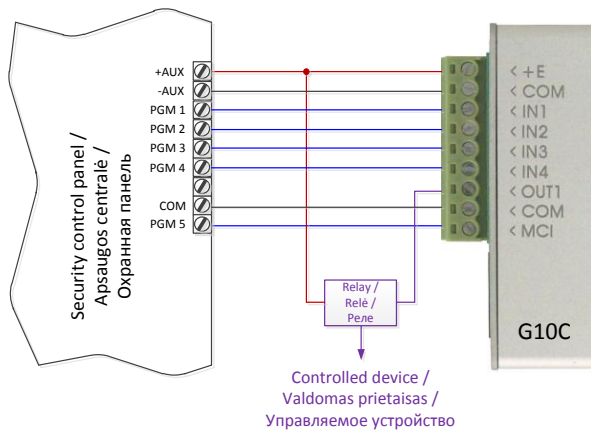 Security control panel /
Apsaugos centralė /
Охранная панель
+AUX
-AUX
PGM 1
PGM 2
PGM 3
PGM 4
COM
PGM 5
< +E
< COM
< IN1
< IN2
< IN3
< IN4
< OUT1
< COM
< MCI
G10C
Relay /
Relė /
Реле
Controlled device /
Valdomas prietaisas /
Управляемое устройство